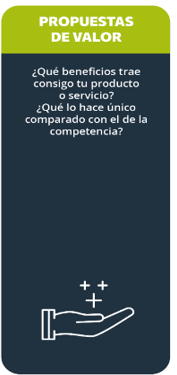 PROPUESTAS
DE VALOR
¿Qué beneficios trae
consigo tu producto
o servicio?
¿Qué lo hace único
comparado con el de la
competencia?